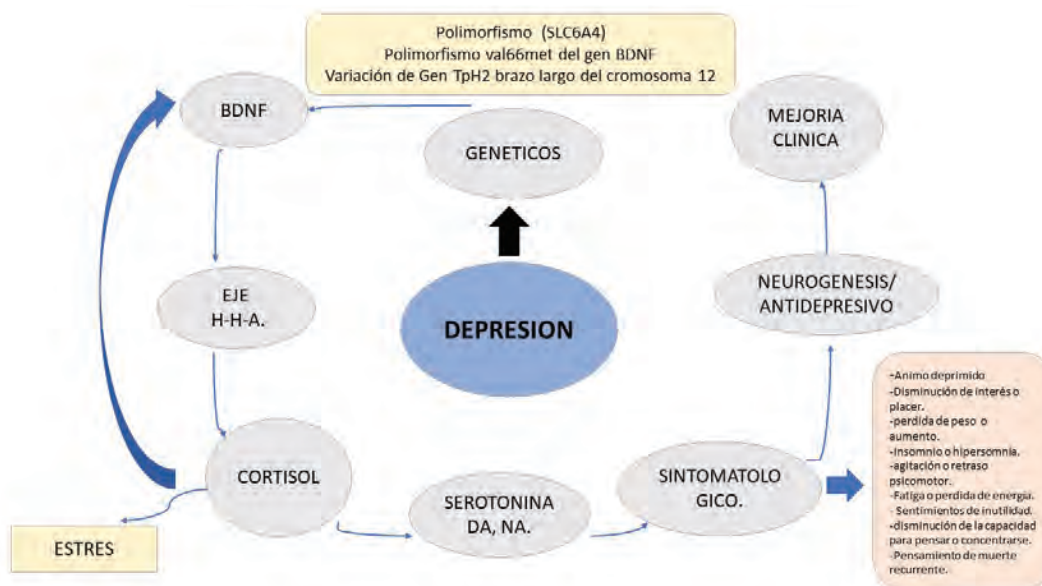 Polimorfismo (SLC6A4)
Polimorfismo val66met del gen BDNF
Variación de Gen TpH2 brazo largo del cromosoma 12
BDNF
GENETICOS
MEJORIA
CLINICA
EJE
H-H-A.
DEPRESION
NEUROGENESIS/
ANTIDEPRESIVO
CORTISOL
SEROTONINA
DA, NA.
SINTOMATOLO
GICO.
ESTRES
-Animo deprimido
-Disminución de interés o
placer.
-perdida de peso o
aumento.
-Insomnio o hipersomnia.
-agitación o retraso
psicomotor.
-Fatiga o perdida de energía.
- Sentimientos de inutilidad.
-disminución de la capacidad
para pensar o concentrarse.
-Pensamiento de muerte
recurrente.